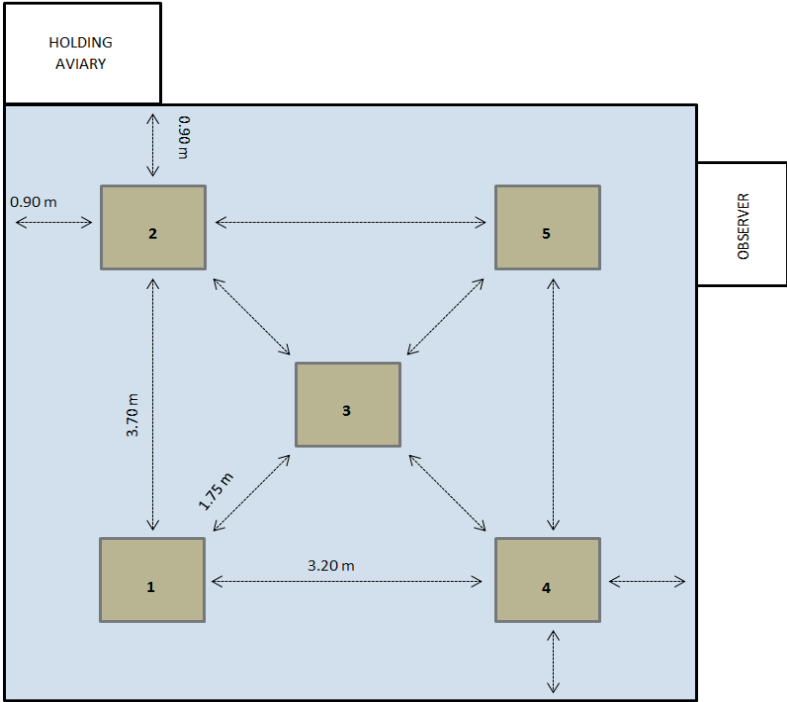 HOLDING
AVIARY
0.90 m
0.90 m
2
5
OBSERVER
3
3.70 m
1.75 m
3.20 m
1
4